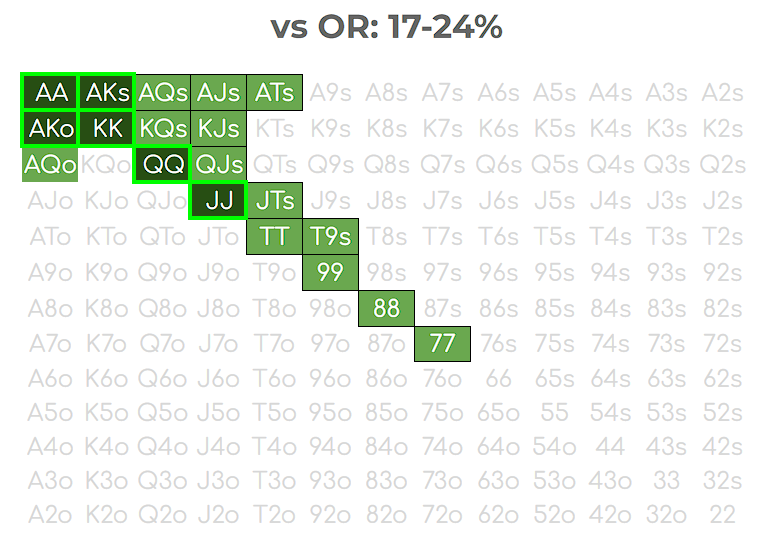 vs OR: 17-24%
AA AKs AQs AJs ATs A9s A8s A7s A6s A5s A4s A3s A2s
AKo KK KQs KJs KTs K9s K8s K7s K6s K5s K4s K3s K2s
AQo KQo QQ QJs QTs Q9s Q8s Q7s Q6s Q5s Q4s Q3s Q2s
AJo KJo QJo JJ JTs J9s J8s J7s J6s J5s J4s J3s J2s
ATo KTo QTo JTo TT T9s T8s T7s T6s T5s T4s T3s T2s
A9o K9o Q9o J9o T9o 99 98s 97s 96s 95s 94s 93s 92s
A8o K8o Q8o J8o T8o 98o 88 87s 86s 85s 84s 83s 82s
A7o K7o Q7o J7o T7o 97o 87o 77 76s 75s 74s 73s 72s
A6o K6o Q6o J6o T6o 96o 86o 76o 66 65s 64s 63s 62s
A5o K5o Q5o J5o T5o 95o 85o 75o 65o 55 54s 53s 52s
A4o K4o Q4o J4o T4o 94o 84o 74o 64o 54o 44 43s 42s
A3o K3o Q3o J3o T3o 93o 83o 73o 63o 53o 43o 33 32s
A2o K2o Q2o J2o T2o 92o 82o 72o 62o 52o 42o 32o 22